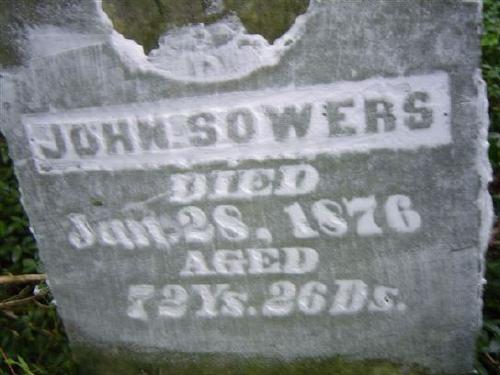 JOHN SOWERS
DIED
Jan. 28, 1876
AGED
72 Ys. 26 Ds.